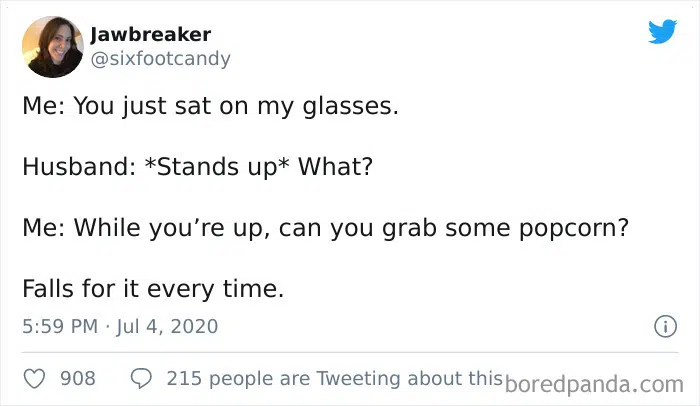 Jawbreaker
@sixfootcandy
Me: You just sat on my glasses.
Husband: *Stands up* What?
Me: While you’re up, can you grab some popcorn?
Falls for it every time.
5:59 PM · Jul 4, 2020
908 215 people are Tweeting about this
boredpanda.com